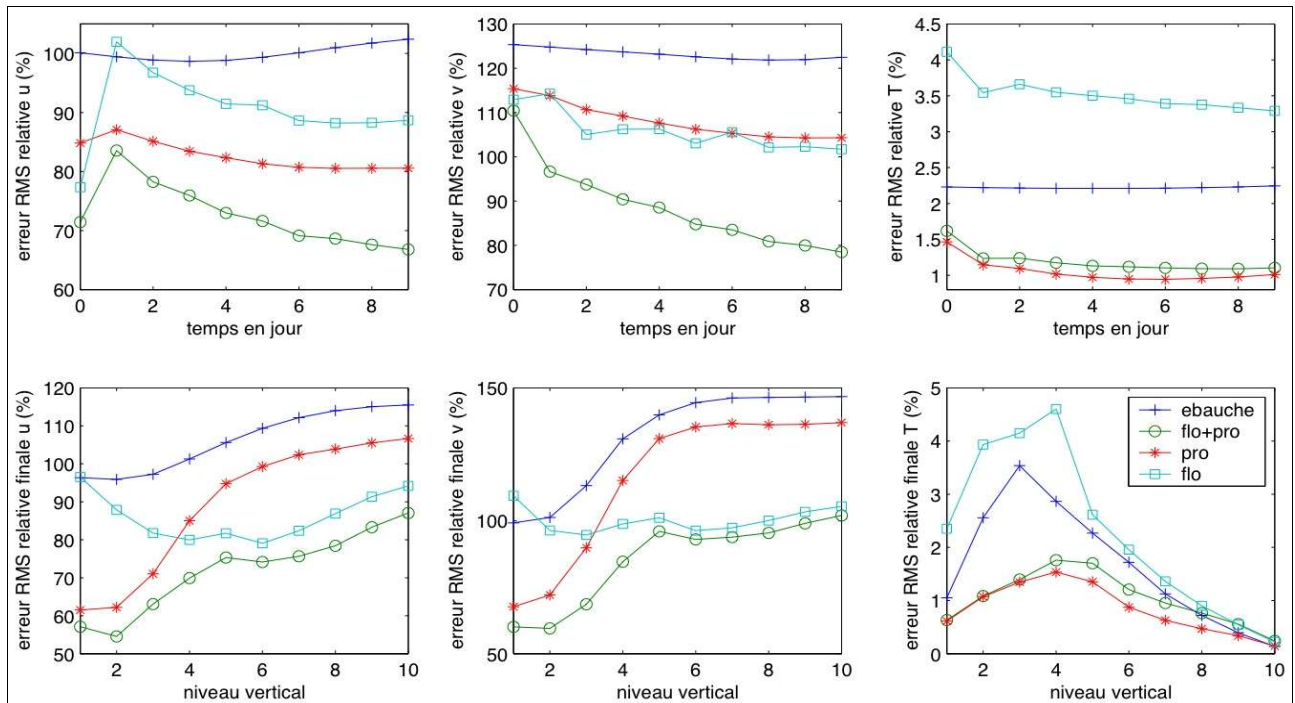 erreur RMS relative u (%)
100
90
80
70
60
0 2 4 6 8
temps en jour
erreur RMS relative v (%)
130
120
110
100
90
80
70
0 2 4 6 8
temps en jour
erreur RMS relative T (%)
4.5
4
3.5
3
2.5
2
1.5
1
0 2 4 6 8
temps en jour
erreur RMS relative finale u (%)
120
110
100
90
80
70
60
50
2 4 6 8 10
niveau vertical
erreur RMS relative finale v (%)
150
100
50
2 4 6 8 10
niveau vertical
erreur RMS relative finale T (%)
5
4
3
2
1
0
2 4 6 8 10
niveau vertical
ebauche
flo+pro
pro
flo